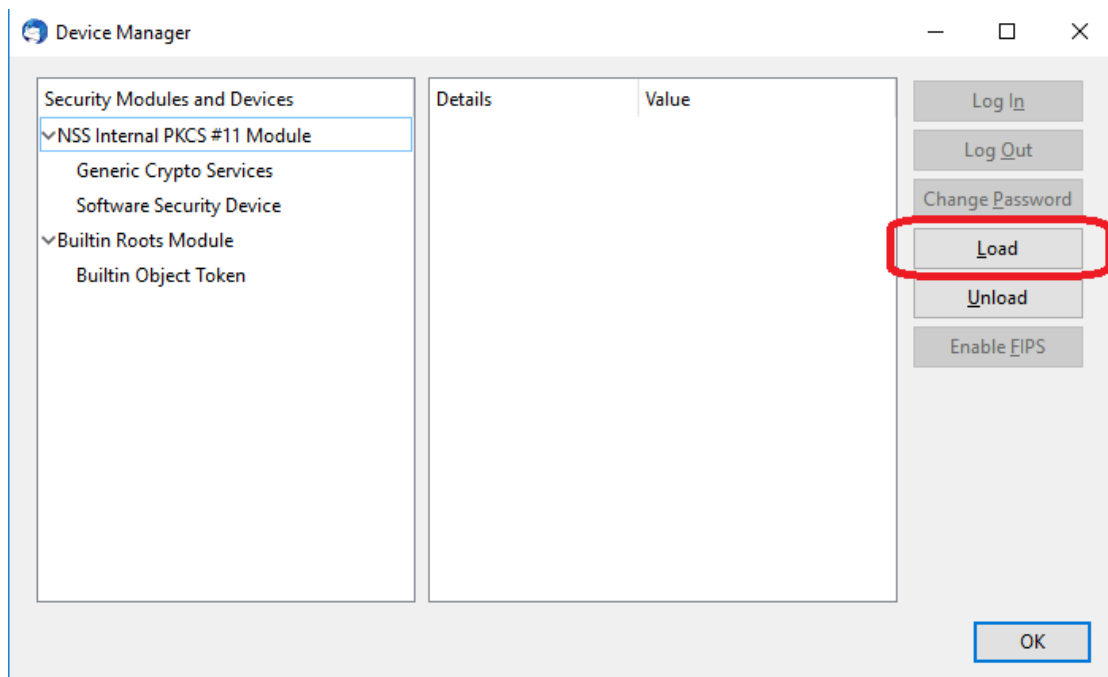 Device Manager
Security Modules and Devices
NSS Internal PKCS #11 Module
Generic Crypto Services
Software Security Device
Builtin Roots Module
Builtin Object Token
Details Value
Log In
Log Out
Change Password
Load
Unload
Enable FIPS
OK